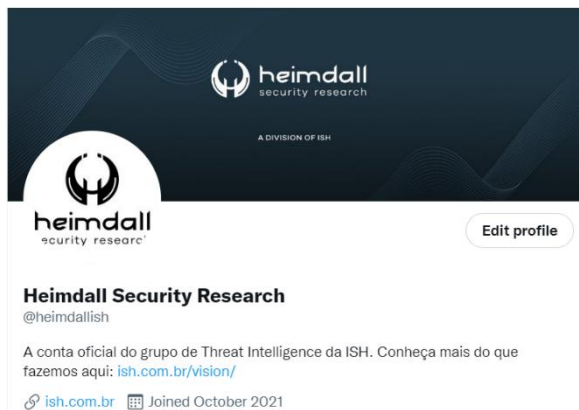 heimdall
security research
A DIVISION OF ISH
heimdall
security research
Edit profile
Heimdall Security Research
@heimdallish
A conta oficial do grupo de Threat Intelligence da ISH. Conheça mais do que
fazemos aqui: ish.com.br/vision/
ish.com.br Joined October 2021